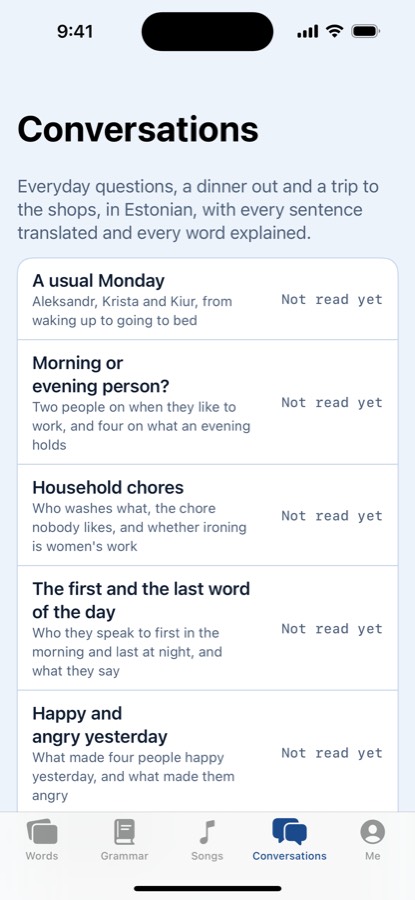 9:41
Conversations
Everyday questions, a dinner out and a trip to
the shops, in Estonian, with every sentence
translated and every word explained.
A usual Monday
Aleksandr, Krista and Kiur, from
waking up to going to bed
Not read yet
Morning or
evening person?
Two people on when they like to
work, and four on what an evening
holds
Not read yet
Household chores
Who washes what, the chore
nobody likes, and whether ironing
is women's work
Not read yet
The first and the last word
of the day
Who they speak to first in the
morning and last at night, and
what they say
Not read yet
Happy and
angry yesterday
What made four people happy
yesterday, and what made them
angry
Not read yet
Words
Grammar
Songs
Conversations
Me